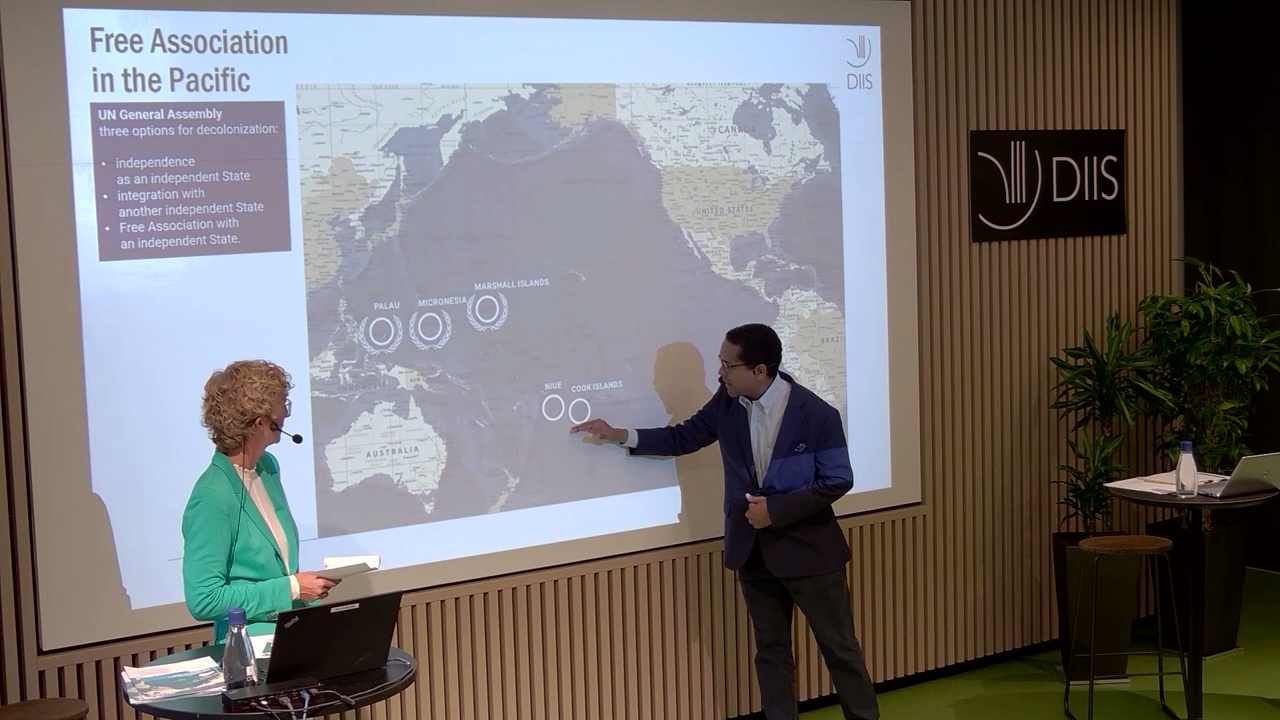 Free Association
in the Pacific
DIIS
UN General Assembly
three options for decolonization:
• independence
as an independent State
• integration with
another independent State
• Free Association with
an independent State.
CANADA
UNITED STATES
MARSHALL ISLANDS
PALAU
MICRONESIA
BRAZI
NIUE
COOK ISLANDS
AUSTRALIA
DIIS